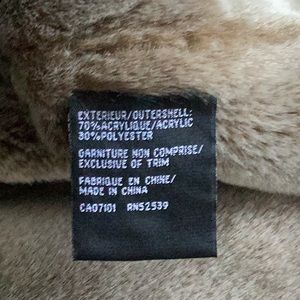 EXTERIEUR/OUTERSHELL:
70%ACRYLIQUE/ACRYLIC
30%POLYESTER
GARNITURE NON COMPRISE/
EXCLUSIVE OF TRIM
FABRIQUE EN CHINE/
MADE IN CHINA
CA07101 RN52539